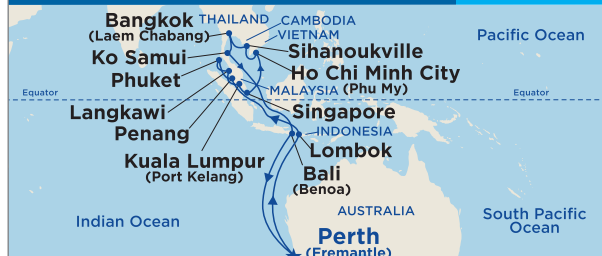 Bangkok
(Laem Chabang)
THAILAND
CAMBODIA
VIETNAM
Pacific Ocean
Ko Samui
Sihanoukville
Phuket
Ho Chi Minh City
(Phu My)
MALAYSIA
Equator
Equator
Langkawi
Singapore
Penang
INDONESIA
Kuala Lumpur
(Port Kelang)
Lombok
Bali
(Benoa)
Indian Ocean
AUSTRALIA
South Pacific
Ocean
Perth
(Fremantle)